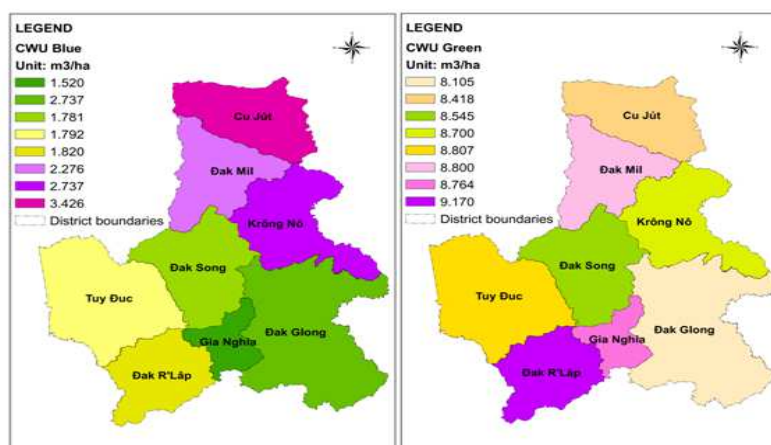 LEGEND
CWU Blue
Unit: m3/ha
1.520
2.737
1.781
1.792
1.820
2.276
2.737
3.426
District boundaries
Cu Jút
Đak Mil
Krông Nô
Đak Song
Tuy Đuc
Gia Nghia
Đak Glong
Đak R'Lâp
LEGEND
CWU Green
Unit: m3/ha
8.105
8.418
8.545
8.700
8.807
8.800
8.764
9.170
District boundaries
Cu Jút
Đak Mil
Krông Nô
Đak Song
Tuy Đuc
Gia Nghia
Đak Glong
Đak R'Lâp